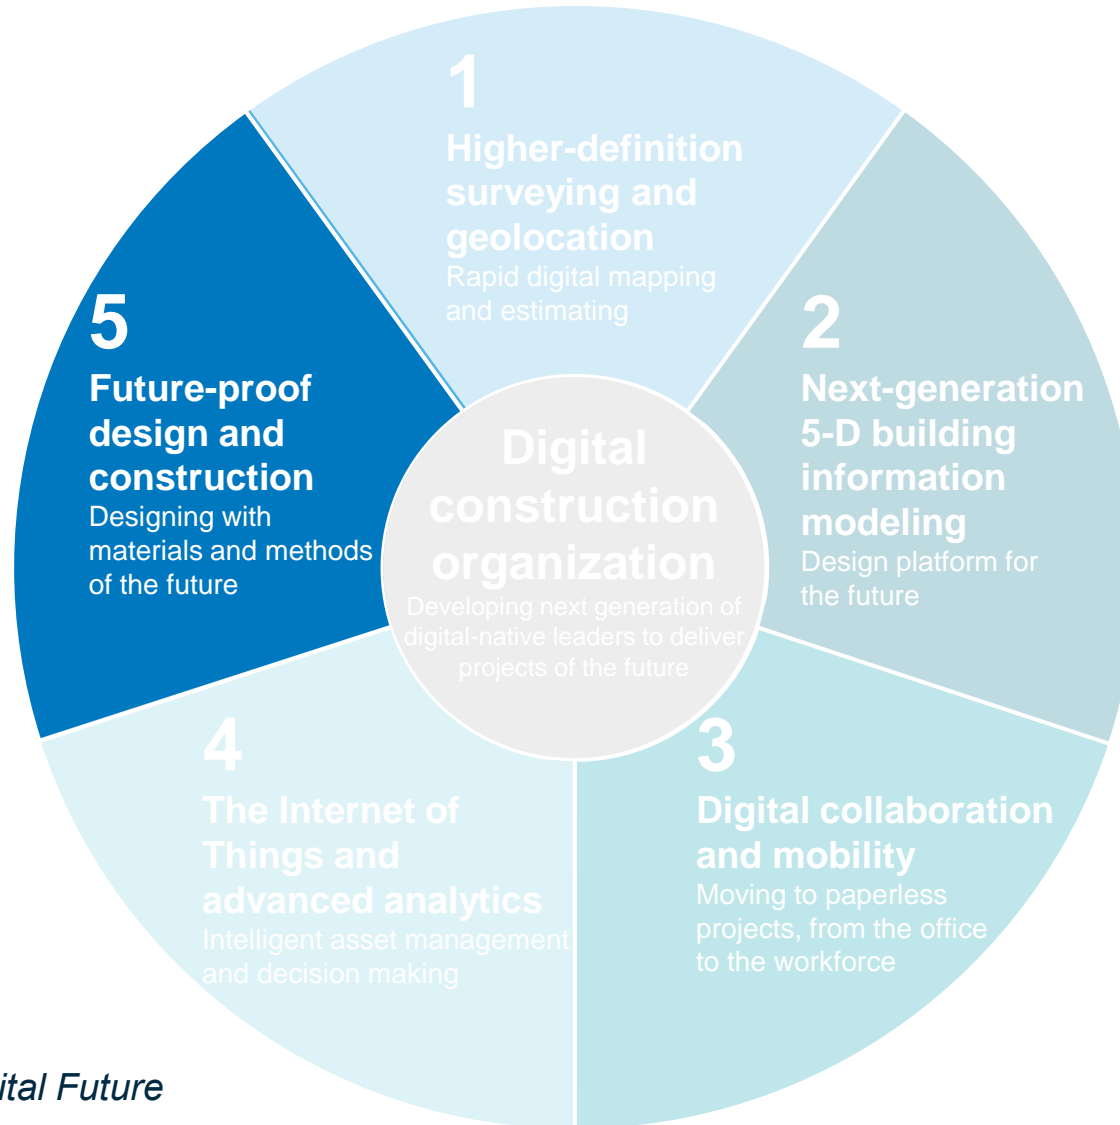 1
Higher-definition
surveying and
geolocation
Rapid digital mapping
and estimating
2
Next-generation
5-D building
information
modeling
Design platform for
the future
3
Digital collaboration
and mobility
Moving to paperless
projects, from the office
to the workforce
4
The Internet of
Things and
advanced analytics
Intelligent asset management
and decision making
5
Future-proof
design and
construction
Designing with
materials and methods
of the future
Digital
construction
organization
Developing next generation of
digital-native leaders to deliver
projects of the future
ital Future